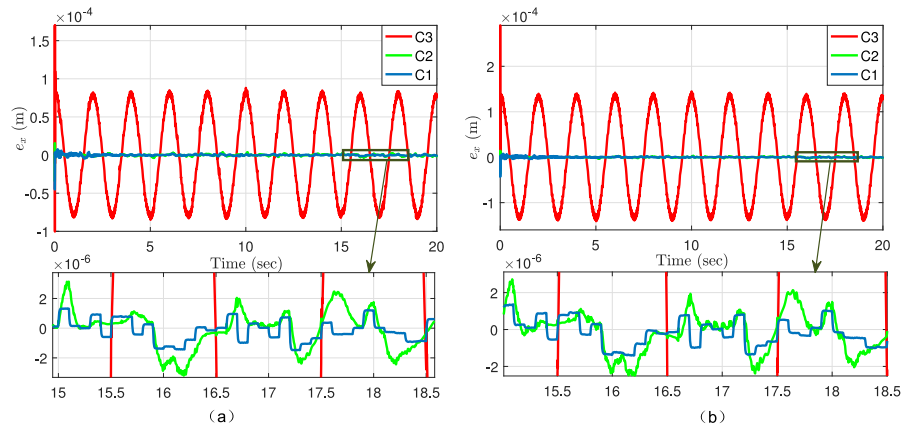 ×10⁻⁴
1.5
1
0.5
0
-0.5
-1
e_x (m)
C3
C2
C1
0 5 10 15 20
Time (sec)
×10⁻⁶
2
0
-2
15 15.5 16 16.5 17 17.5 18 18.5
(a)
×10⁻⁴
2
1
0
-1
e_x (m)
C3
C2
C1
0 5 10 15 20
Time (sec)
×10⁻⁶
2
0
-2
15.5 16 16.5 17 17.5 18 18.5
(b)